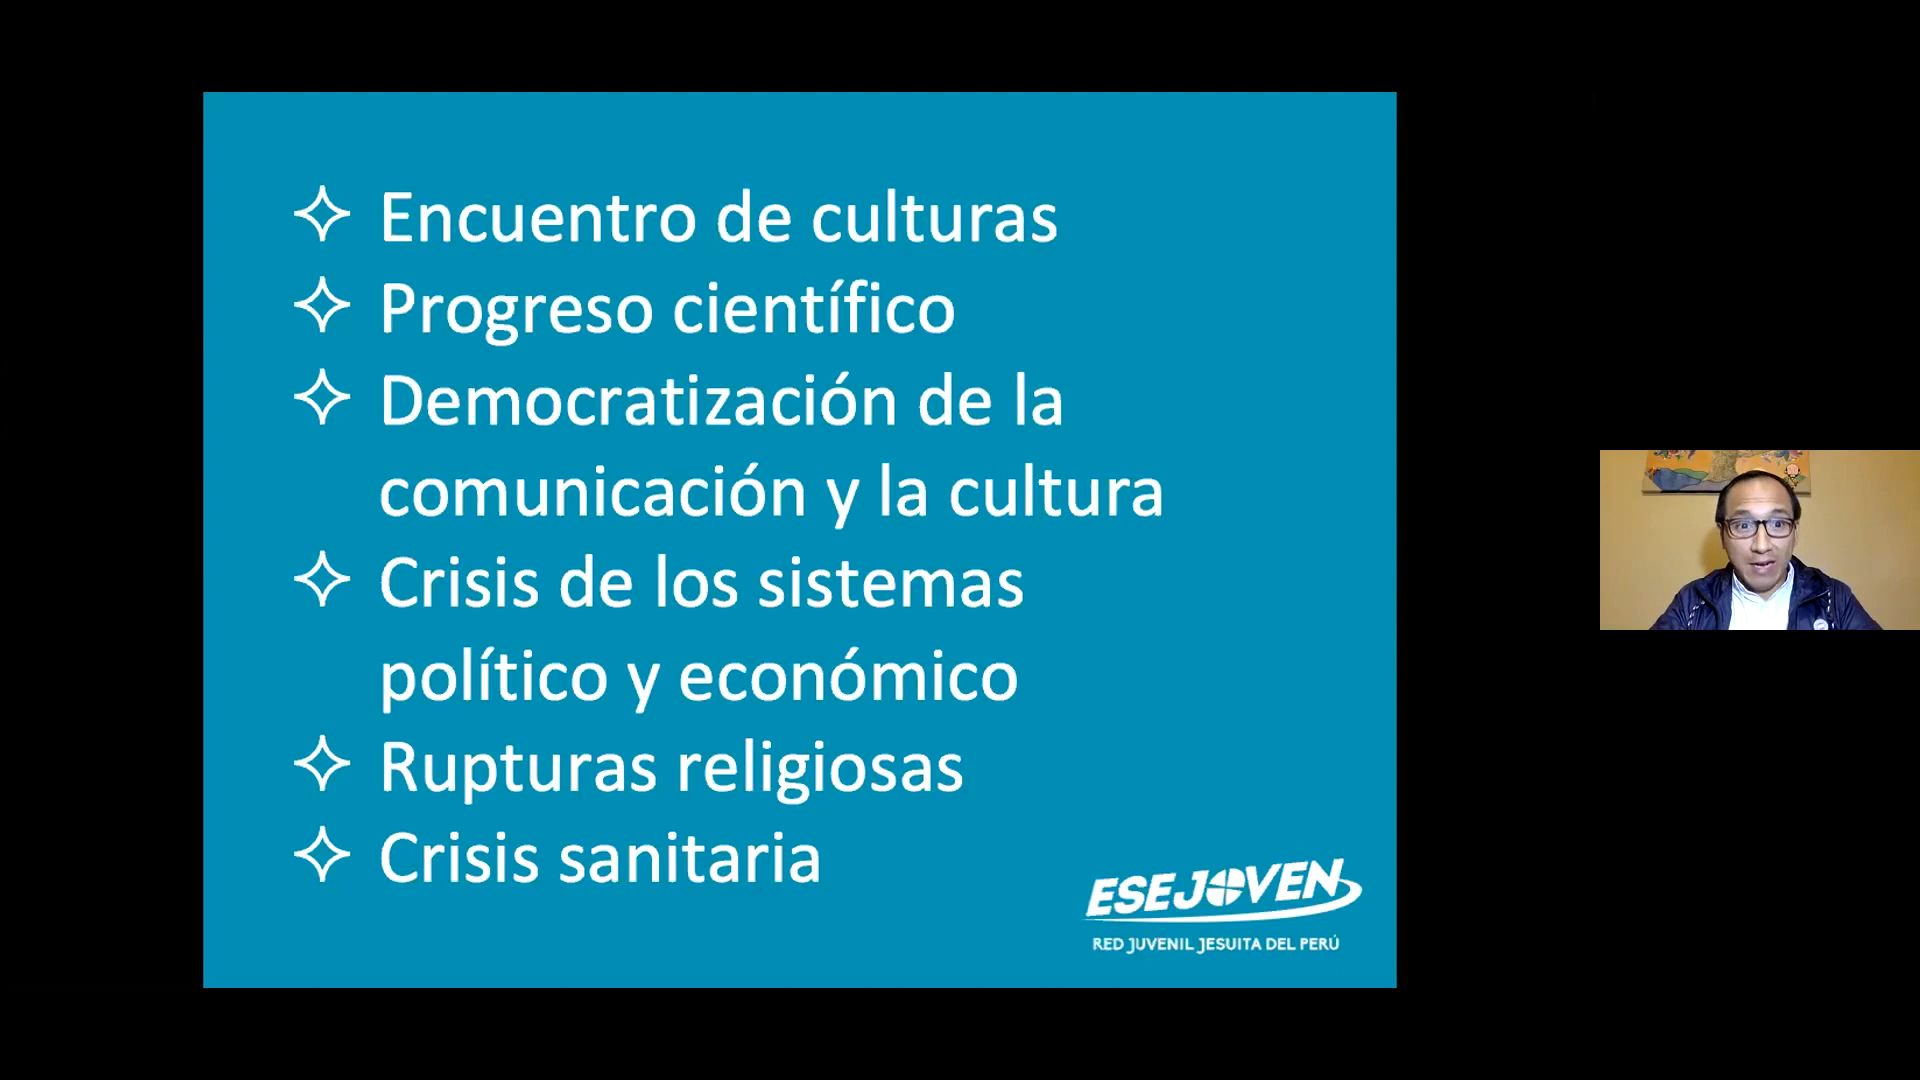 Encuentro de culturas
Progreso científico
Democratización de la
comunicación y la cultura
Crisis de los sistemas
político y económico
Rupturas religiosas
Crisis sanitaria
ESEJOVEN
RED JUVENIL JESUITA DEL PERÚ